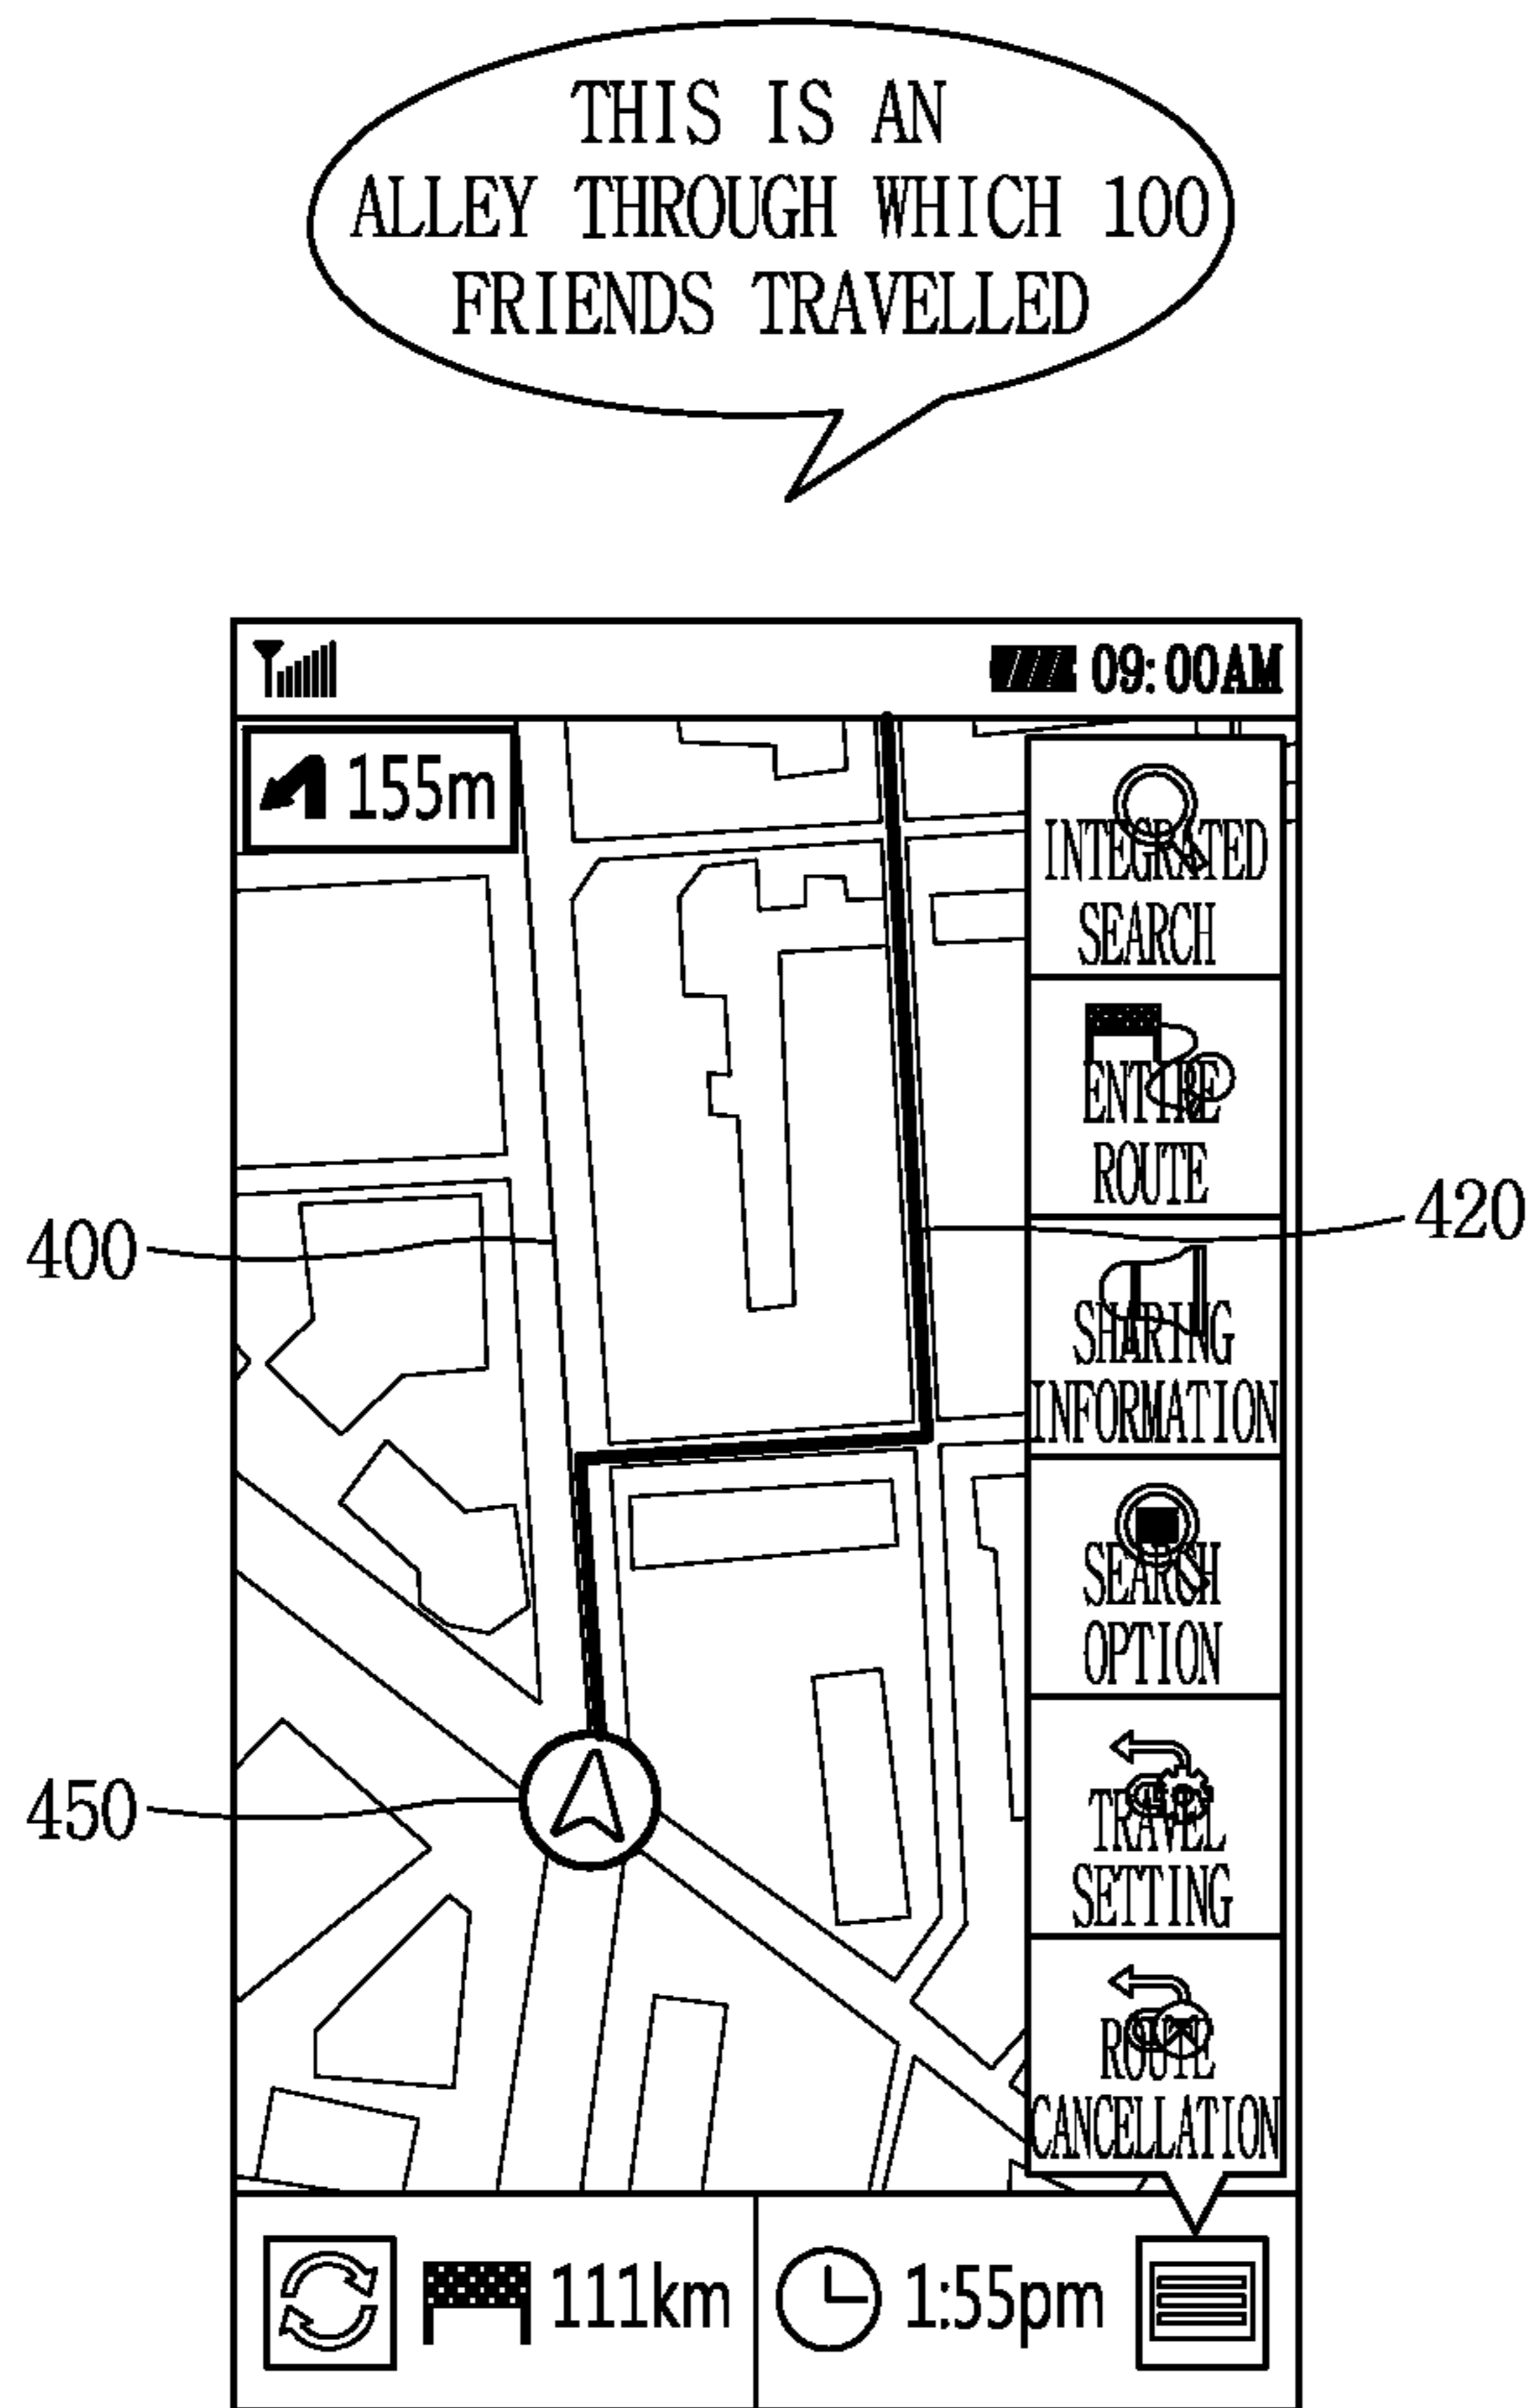 THIS IS AN
ALLEY THROUGH WHICH 100
FRIENDS TRAVELLED
09:00AM
155m
INTEGRATED
SEARCH
ENTIRE
ROUTE
400
420
SHARING
INFORMATION
SEARCH
OPTION
450
TRAVEL
SETTING
ROUTE
CANCELLATION
111km
1:55pm